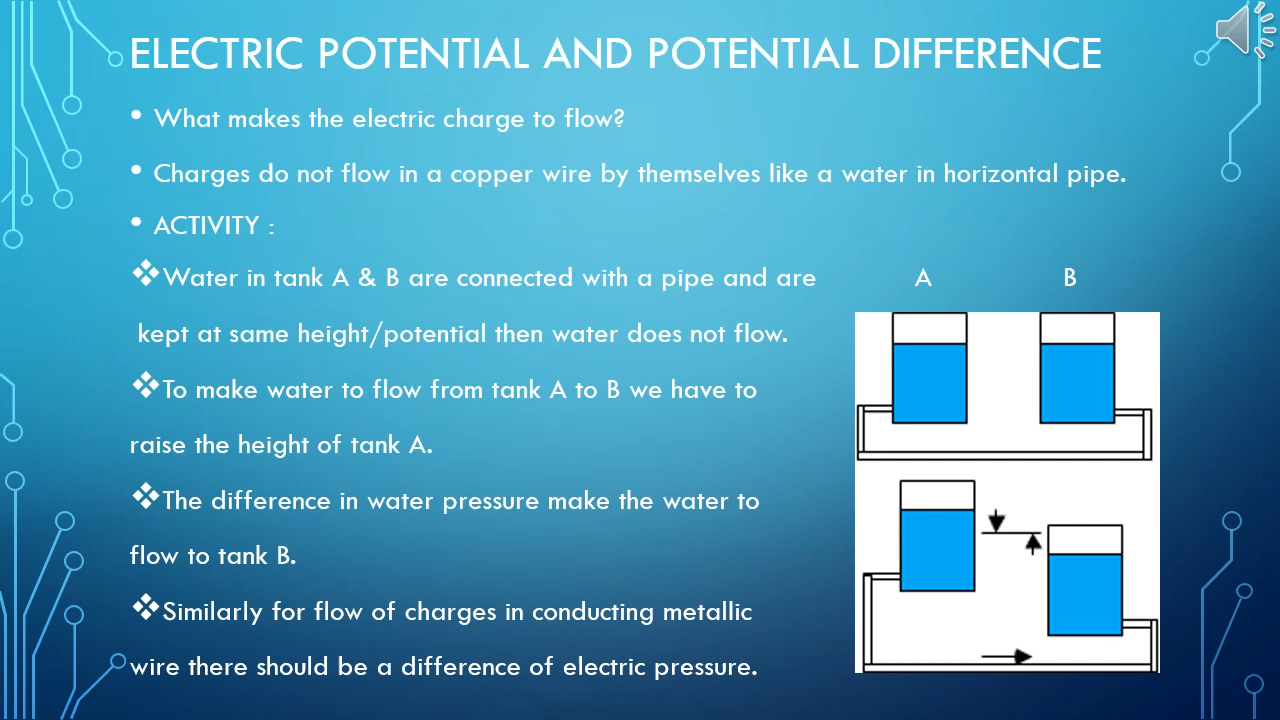 ELECTRIC POTENTIAL AND POTENTIAL DIFFERENCE
• What makes the electric charge to flow?
• Charges do not flow in a copper wire by themselves like a water in horizontal pipe.
• ACTIVITY :
❖Water in tank A & B are connected with a pipe and are
A B
kept at same height/potential then water does not flow.
❖To make water to flow from tank A to B we have to
raise the height of tank A.
❖The difference in water pressure make the water to
flow to tank B.
❖Similarly for flow of charges in conducting metallic
wire there should be a difference of electric pressure.